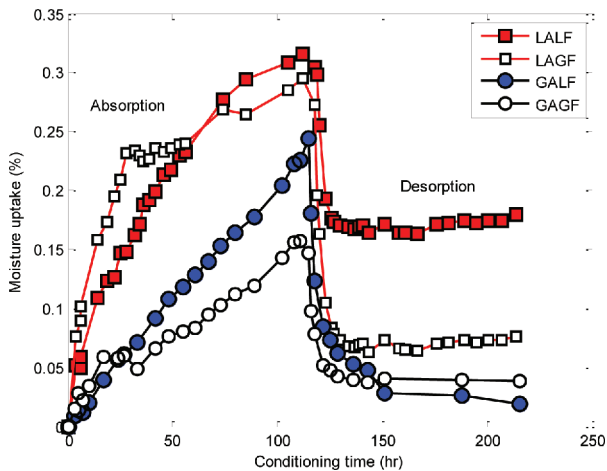 0.35
0.3
0.25
0.2
0.15
0.1
0.05
0
Moisture uptake (%)
Absorption
Desorption
LALF
LAGF
GALF
GAGF
0
50
100
150
200
250
Conditioning time (hr)